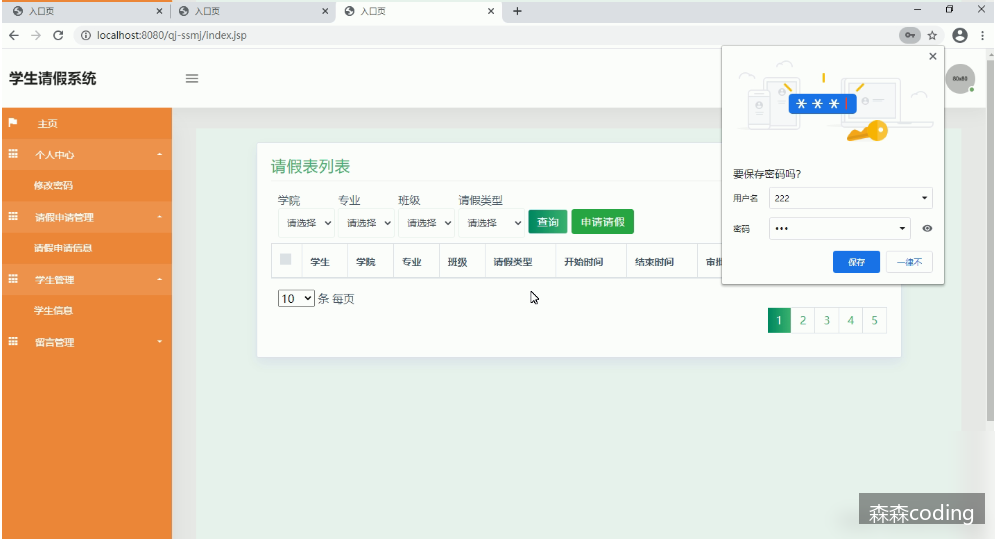 入口页
入口页
入口页
localhost:8080/qj-ssmj/index.jsp
学生请假系统
80x80
主页
个人中心
修改密码
请假申请管理
请假申请信息
学生管理
学生信息
留言管理
请假表列表
学院 专业 班级 请假类型
请选择 请选择 请选择 请选择 查询 申请请假
学生 学院 专业 班级 请假类型 开始时间 结束时间
10 条 每页
1 2 3 4 5
***
要保存密码吗?
用户名 222
密码 •••
保存 一律不
森森coding